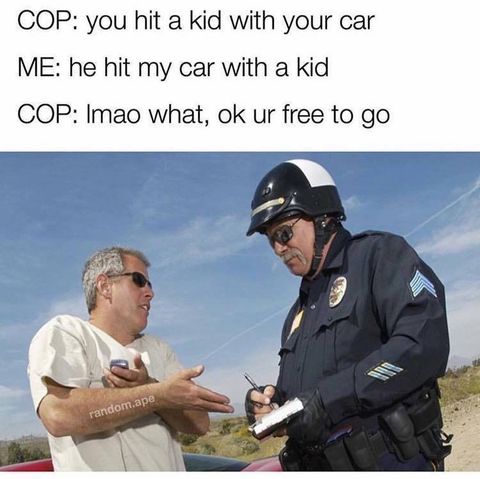 COP: you hit a kid with your car
ME: he hit my car with a kid
COP: lmao what, ok ur free to go
random.ape